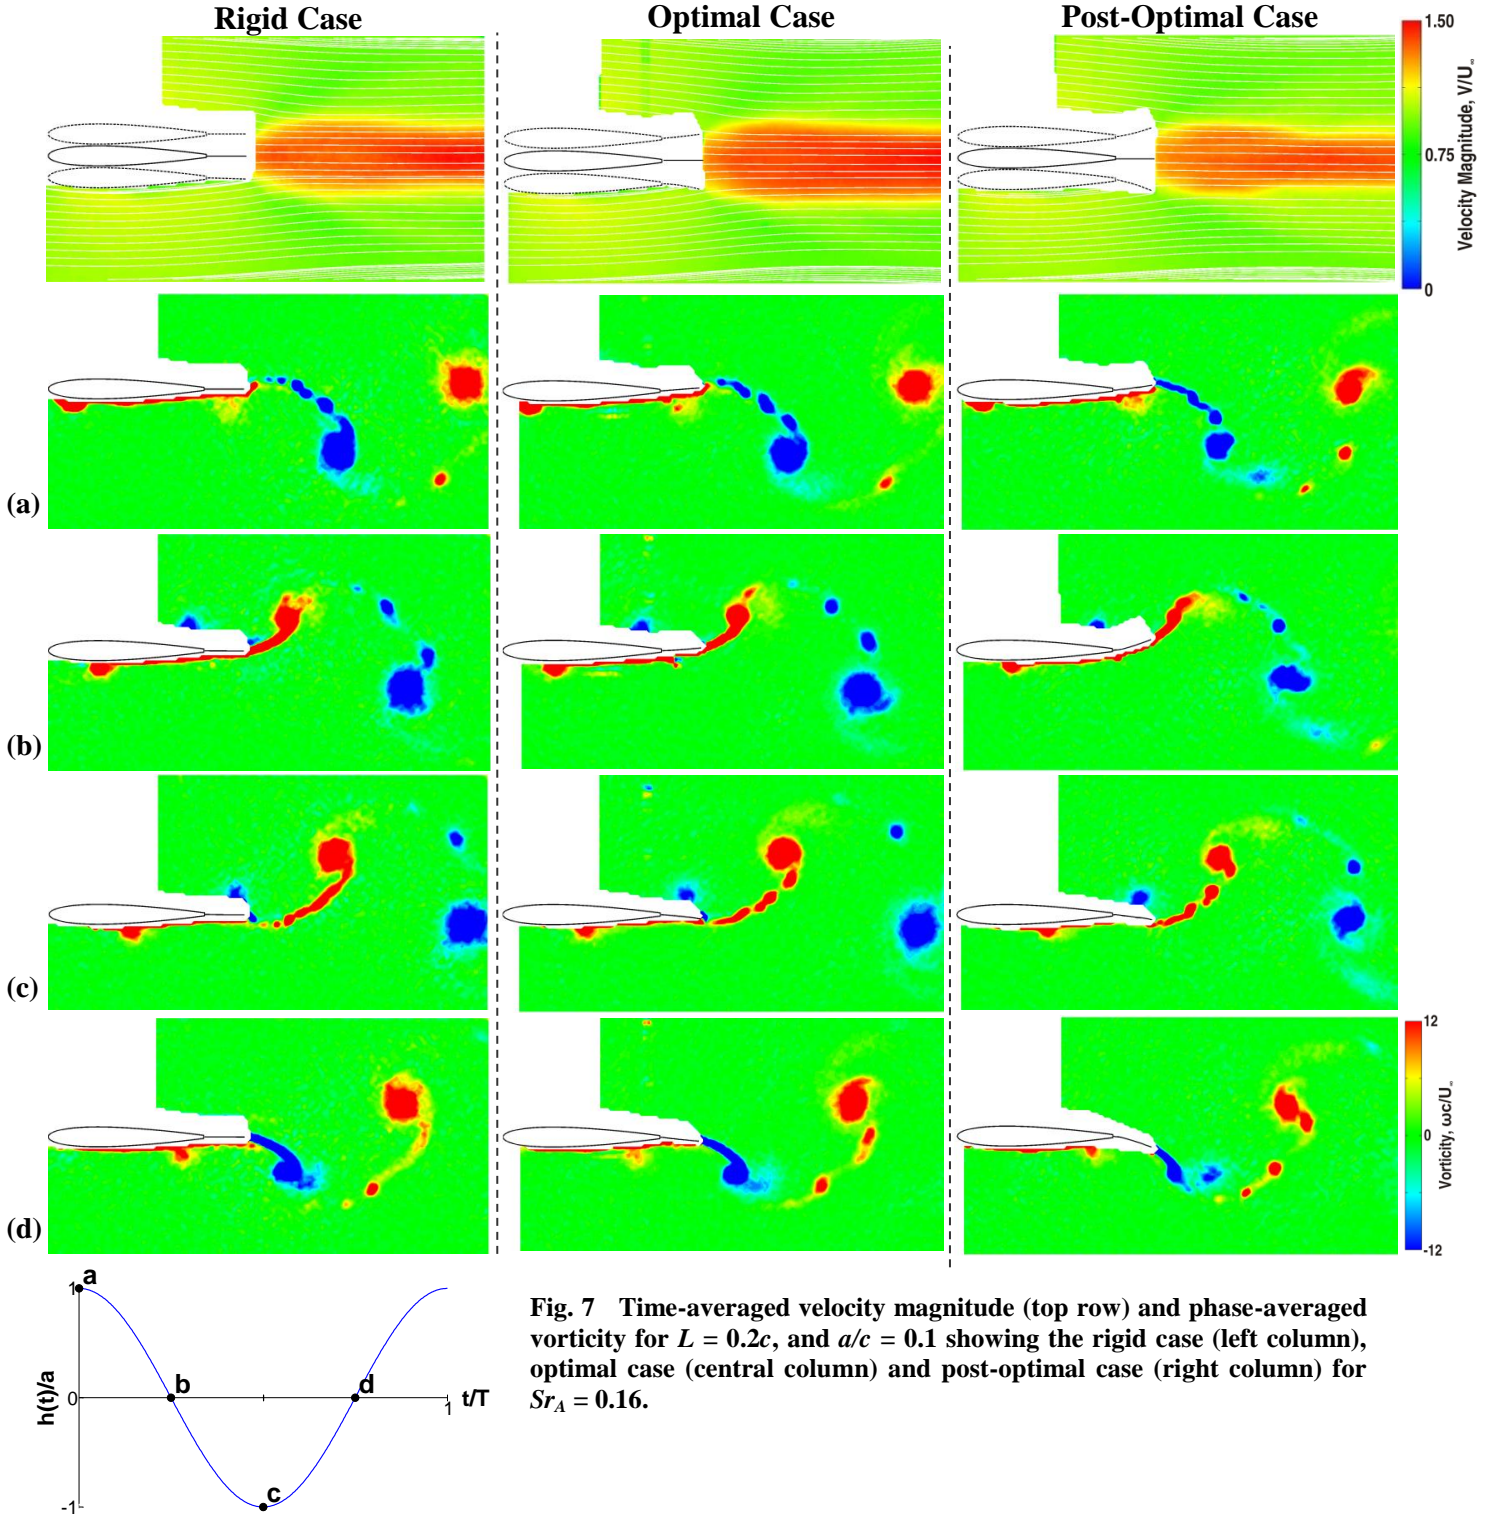 Rigid Case
Optimal Case
Post-Optimal Case
1.50
0.75
0
Velocity Magnitude, V/U∞
(a)
(b)
(c)
(d)
12
0
-12
Vorticity, ωc/U∞
a
b
c
d
1
0
-1
h(t)/a
1
t/T
Fig. 7 Time-averaged velocity magnitude (top row) and phase-averaged
vorticity for L = 0.2c, and a/c = 0.1 showing the rigid case (left column),
optimal case (central column) and post-optimal case (right column) for
SrA = 0.16.